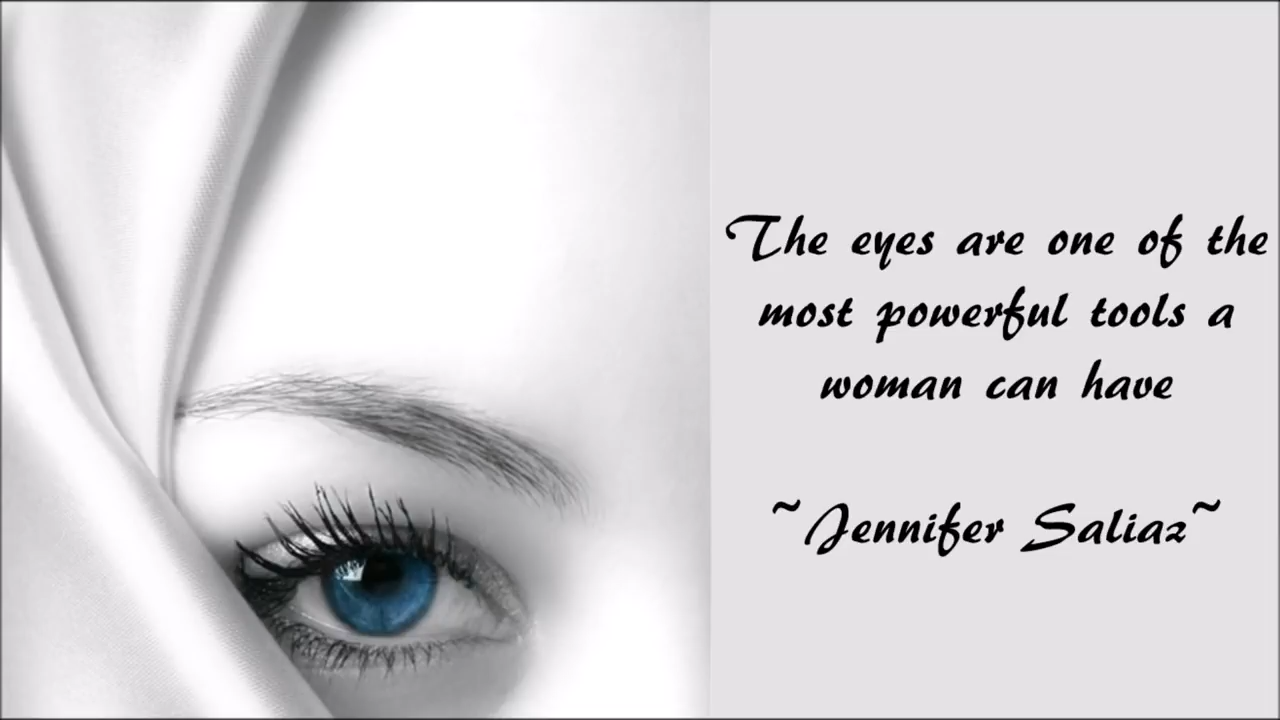 The eyes are one of the
most powerful tools a
woman can have
~Jennifer Saliaz~